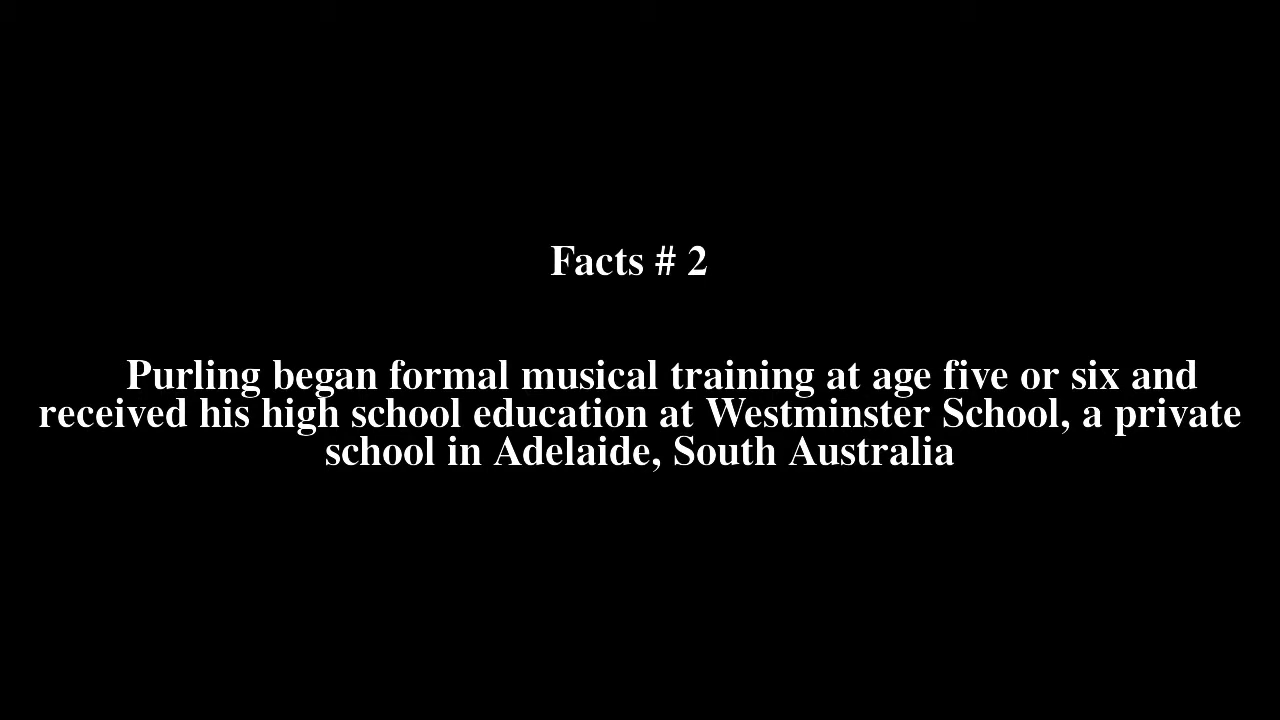 Facts # 2
Purling began formal musical training at age five or six and
received his high school education at Westminster School, a private
school in Adelaide, South Australia